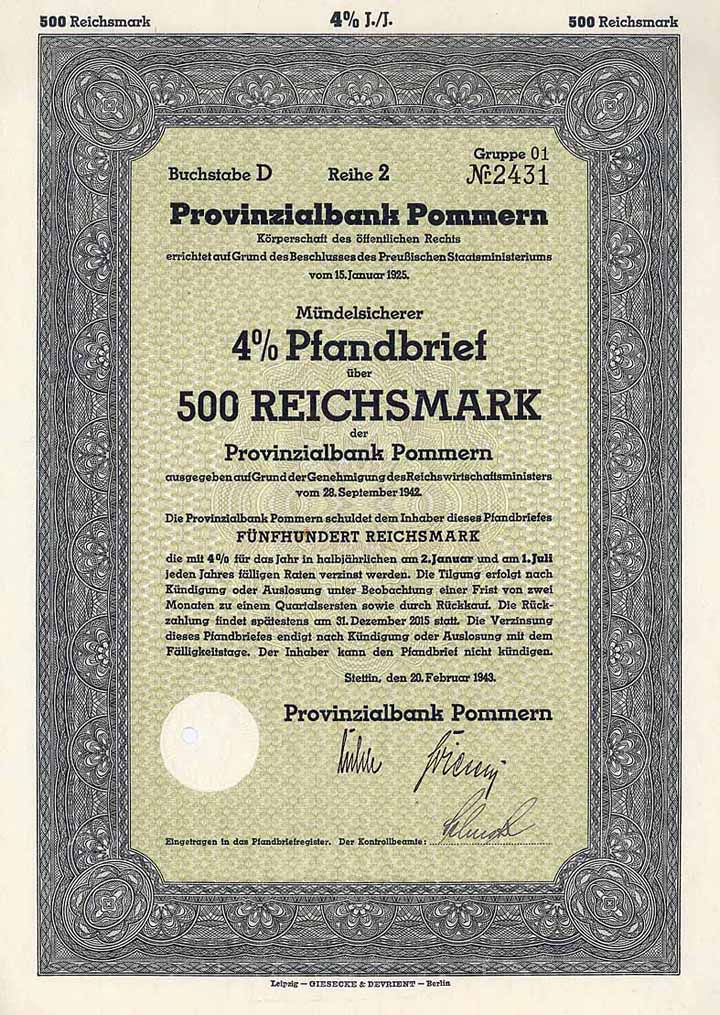 500 Reichsmark 4% J./J. 500 Reichsmark
Gruppe 01
Buchstabe D Reihe 2 № 2431
Provinzialbank Pommern
Körperschaft des öffentlichen Rechts
errichtet auf Grund des Beschlusses des Preußischen Staatsministeriums
vom 15. Januar 1925.
Mündelsicherer
4% Pfandbrief
über
500 REICHSMARK
der
Provinzialbank Pommern
ausgegeben auf Grund der Genehmigung des Reichswirtschaftsministers
vom 28. September 1942.
Die Provinzialbank Pommern schuldet dem Inhaber dieses Pfandbriefes
FÜNFHUNDERT REICHSMARK
die mit 4% für das Jahr in halbjährlichen am 2. Januar und am 1. Juli
jeden Jahres fälligen Raten verzinst werden. Die Tilgung erfolgt nach
Kündigung oder Auslosung unter Beobachtung einer Frist von zwei
Monaten zu einem Quartalsersten sowie durch Rückkauf. Die Rück-
zahlung findet spätestens am 31. Dezember 2015 statt. Die Verzinsung
dieses Pfandbriefes endigt nach Kündigung oder Auslosung mit dem
Fälligkeitstage. Der Inhaber kann den Pfandbrief nicht kündigen.
Stettin, den 20. Februar 1943.
Provinzialbank Pommern
Eingetragen in das Pfandbriefregister. Der Kontrollbeamte:
Leipzig — GIESECKE & DEVRIENT — Berlin